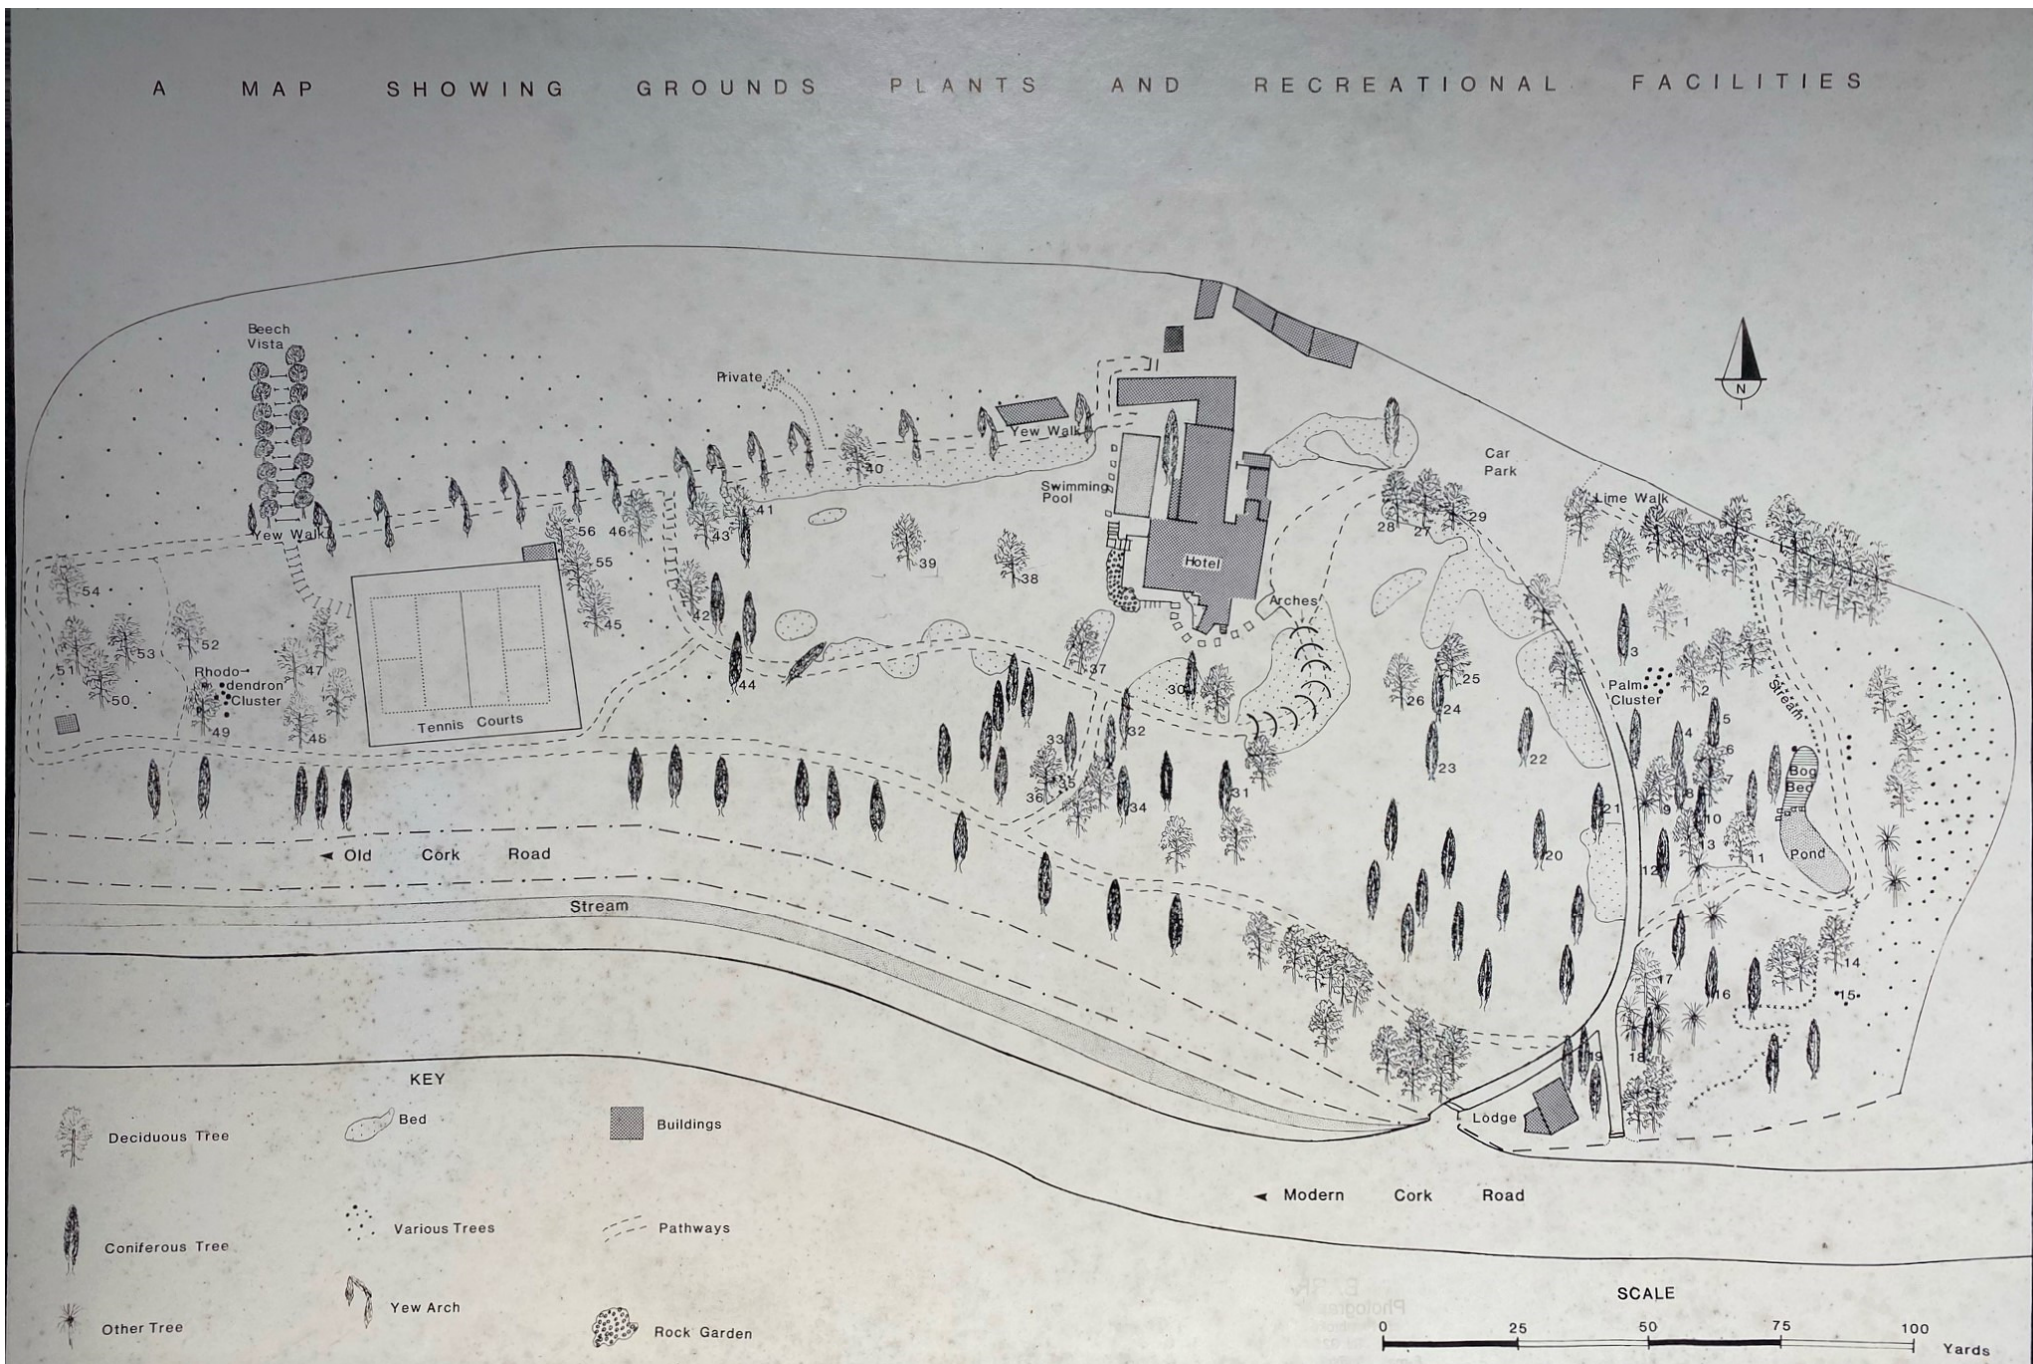 A MAP SHOWING GROUNDS PLANTS AND RECREATIONAL FACILITIES
Beech
Vista
Private
Yew Walk
40
Swimming
Pool
Car
Park
Lime Walk
N
28
27
29
Yew Walk
56
46
43
41
39
38
Hotel
Arches
54
55
45
42
51
53
52
50
Rhodo-
dendron
Cluster
49
47
48
Tennis Courts
44
37
30
26
25
24
23
22
1
3
2
Palm
Cluster
Stream
33
32
35
36
34
31
4
5
6
7
8
9
10
Bog
Bed
21
20
3
11
12
Pond
Old Cork Road
Stream
14
15
16
17
18
19
Lodge
Modern Cork Road
KEY
Deciduous Tree
Bed
Buildings
Coniferous Tree
Various Trees
Pathways
Other Tree
Yew Arch
Rock Garden
SCALE
0 25 50 75 100
Yards